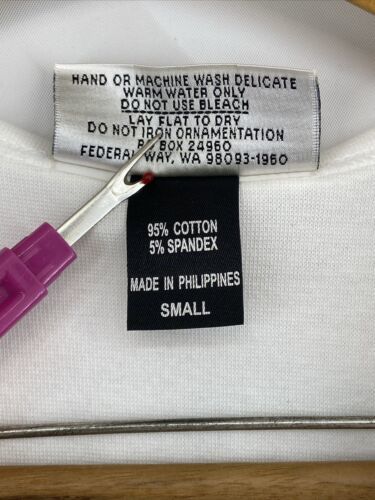 HAND OR MACHINE WASH DELICATE
WARM WATER ONLY
DO NOT USE BLEACH
LAY FLAT TO DRY
DO NOT IRON ORNAMENTATION
BOX 24960
FEDERAL WAY, WA 98093-1960
95% COTTON
5% SPANDEX
MADE IN PHILIPPINES
SMALL